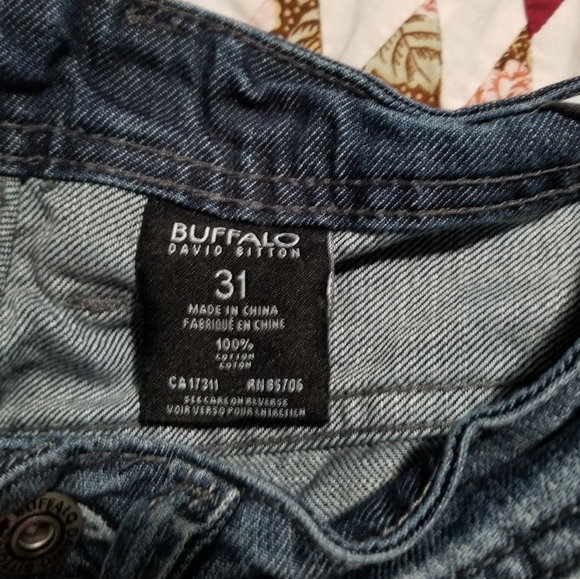 BUFFALO
DAVID BITTON
31
MADE IN CHINA
FABRIQUÉ EN CHINE
100%
COTTON
COTON
CA17311 RN85706
SEE CARE ON REVERSE
VOIR VERSO POUR ENTRETIEN
BUFFALO